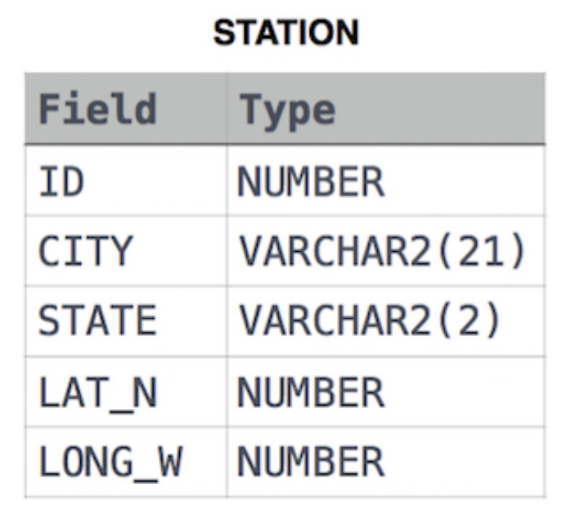 STATION
Field Type
ID NUMBER
CITY VARCHAR2(21)
STATE VARCHAR2(2)
LAT_N NUMBER
LONG_W NUMBER